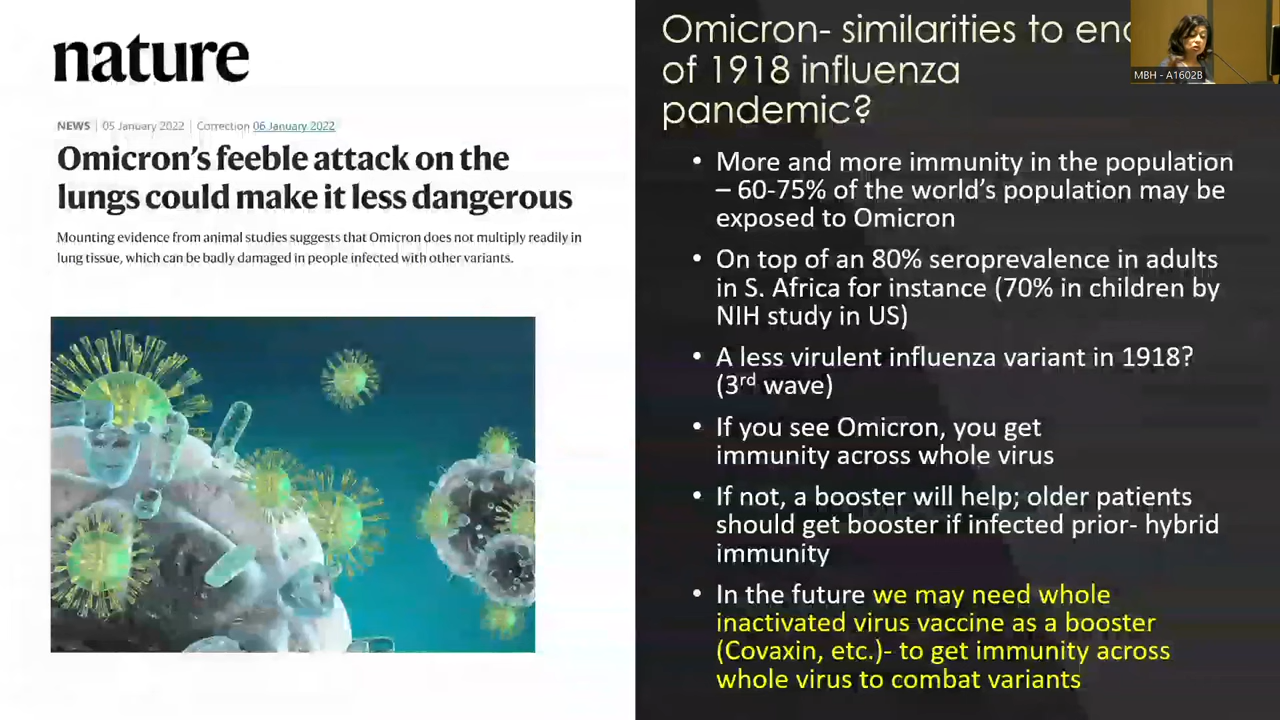 nature
NEWS | 05 January 2022 | Correction 06 January 2022
Omicron's feeble attack on the
lungs could make it less dangerous
Mounting evidence from animal studies suggests that Omicron does not multiply readily in
lung tissue, which can be badly damaged in people infected with other variants.
Omicron- similarities to
of 1918 influenza
pandemic?
MBH - A1602B
• More and more immunity in the population
– 60-75% of the world's population may be
exposed to Omicron
• On top of an 80% seroprevalence in adults
in S. Africa for instance (70% in children by
NIH study in US)
• A less virulent influenza variant in 1918?
(3rd wave)
• If you see Omicron, you get
immunity across whole virus
• If not, a booster will help; older patients
should get booster if infected prior- hybrid
immunity
• In the future we may need whole
inactivated virus vaccine as a booster
(Covaxin, etc.)- to get immunity across
whole virus to combat variants